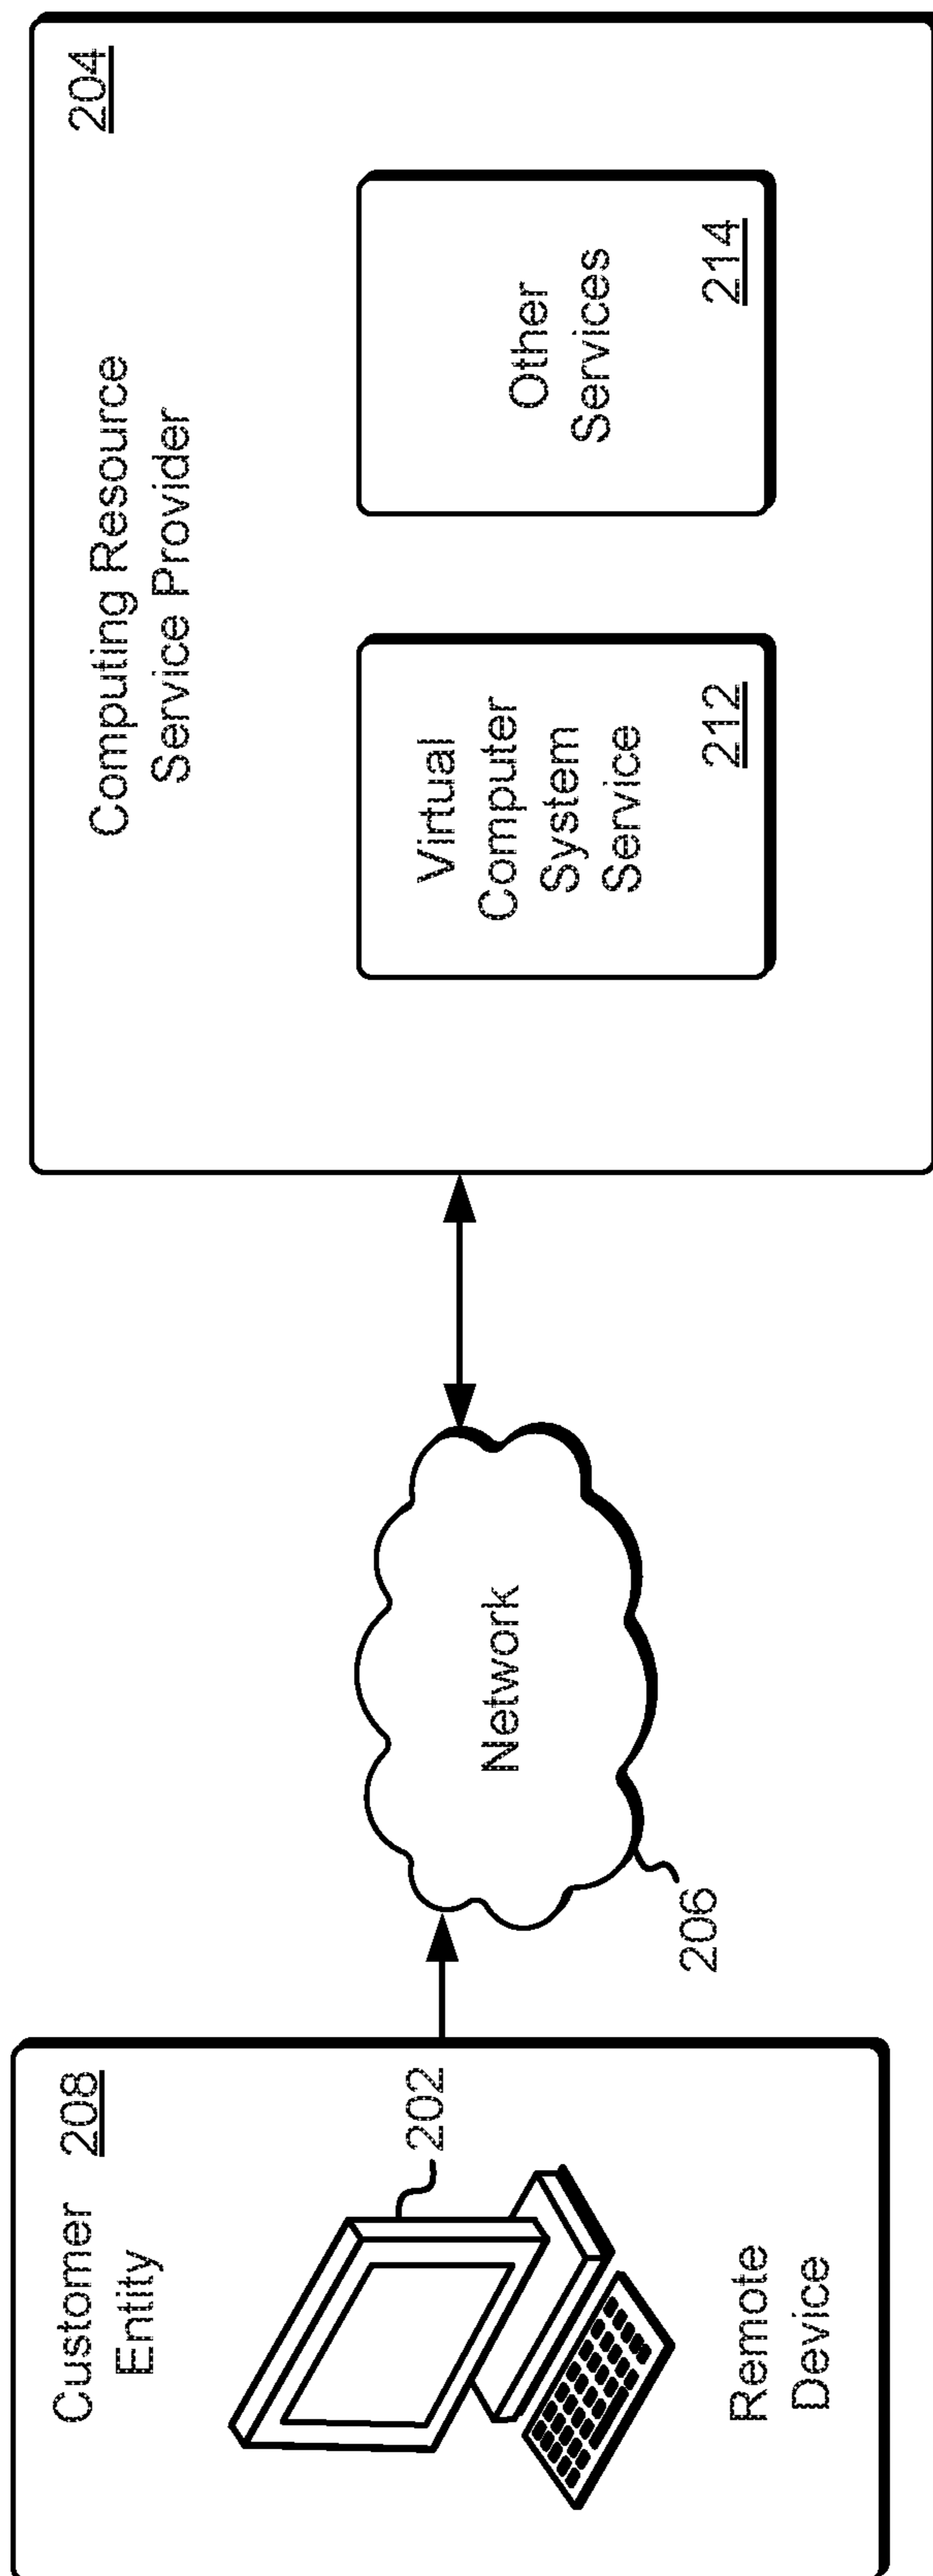 Customer
Entity
208
202
Remote
Device
Network
206
Computing Resource
Service Provider
204
Virtual
Computer
System
Service
212
Other
Services
214